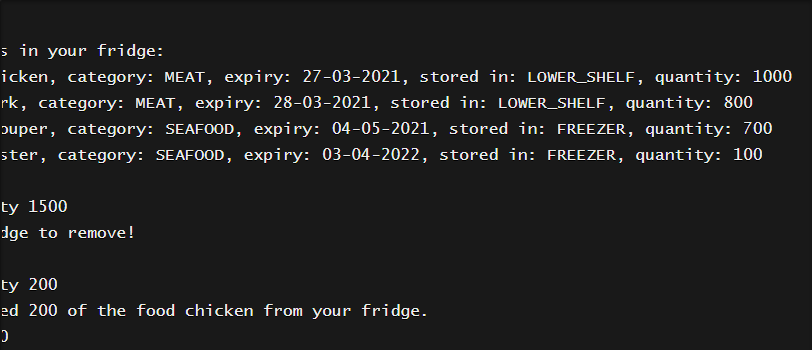 s in your fridge:
icken, category: MEAT, expiry: 27-03-2021, stored in: LOWER_SHELF, quantity: 1000
rk, category: MEAT, expiry: 28-03-2021, stored in: LOWER_SHELF, quantity: 800
ouper, category: SEAFOOD, expiry: 04-05-2021, stored in: FREEZER, quantity: 700
ster, category: SEAFOOD, expiry: 03-04-2022, stored in: FREEZER, quantity: 100
ty 1500
dge to remove!
ty 200
ed 200 of the food chicken from your fridge.
0